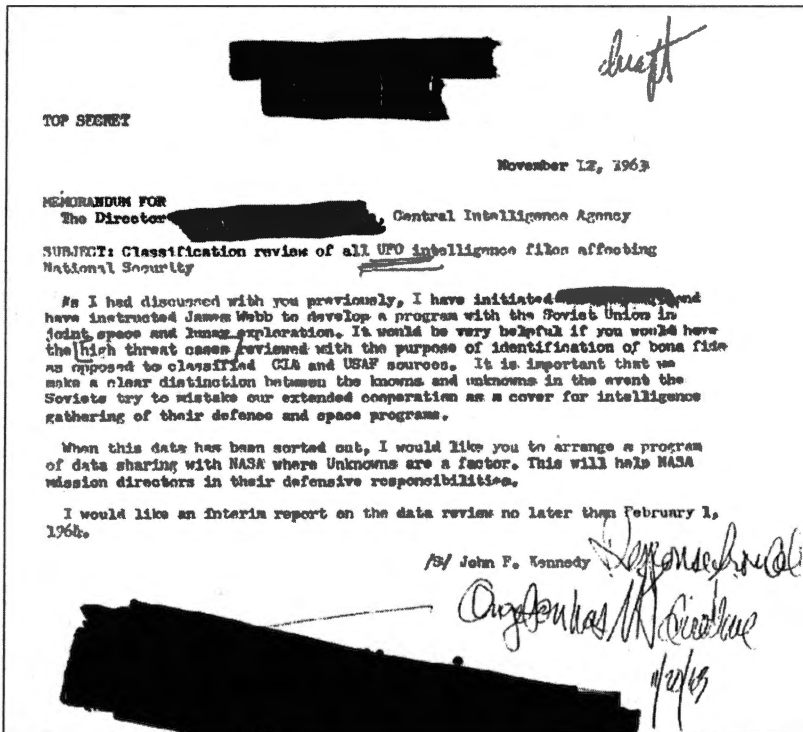 draft
TOP SECRET
November 12, 1963
MEMORANDUM FOR
The Director , Central Intelligence Agency
SUBJECT: Classification review of all UFO intelligence files affecting
National Security
As I had discussed with you previously, I have initiated and
have instructed James Webb to develop a program with the Soviet Union in
joint space and lunar exploration. It would be very helpful if you would have
the high threat cases reviewed with the purpose of identification of bona fide
as opposed to classified CIA and USAF sources. It is important that we
make a clear distinction between the knowns and unknowns in the event the
Soviets try to mistake our extended cooperation as a cover for intelligence
gathering of their defence and space programs.
When this data has been sorted out, I would like you to arrange a program
of data sharing with NASA where Unknowns are a factor. This will help NASA
mission directors in their defensive responsibilities.
I would like an interim report on the data review no later than February 1,
1964.
/S/ John F. Kennedy
Response from
Angleton has
11/20/63